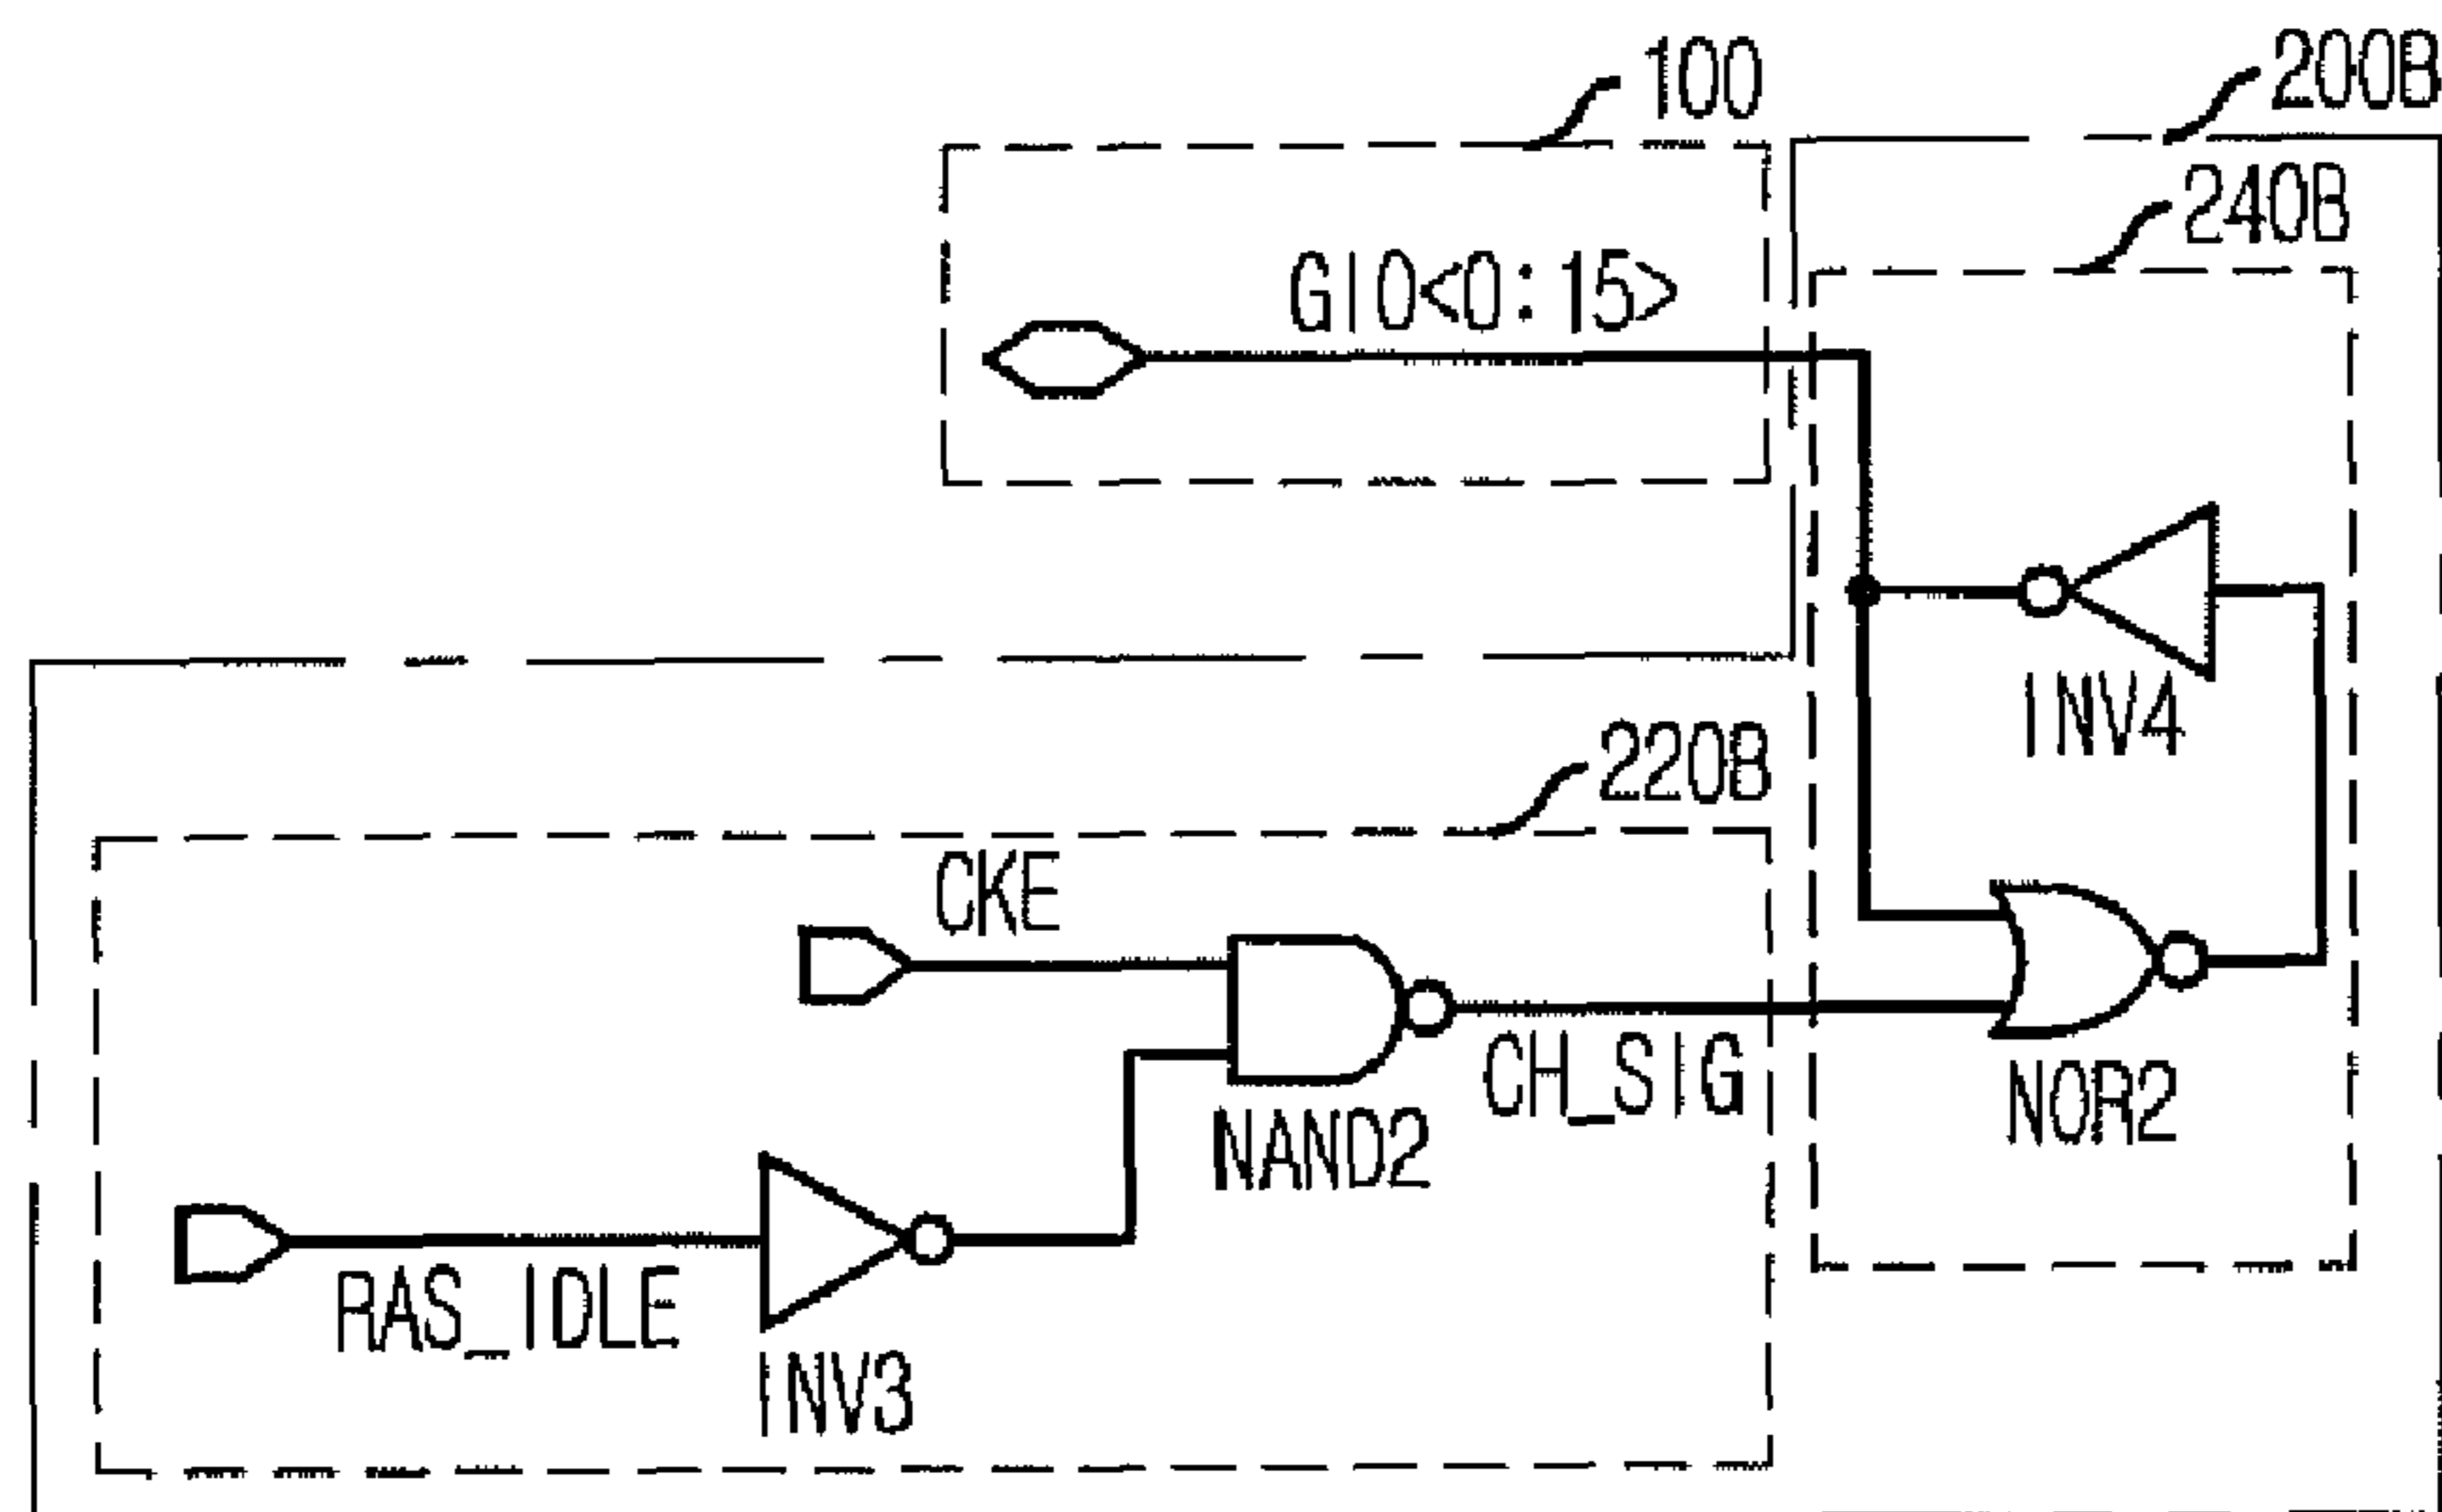 100
200B
240B
GIO<0:15>
INV4
220B
CKE
CH_SIG
NAND2
NOR2
RAS_IDLE
INV3